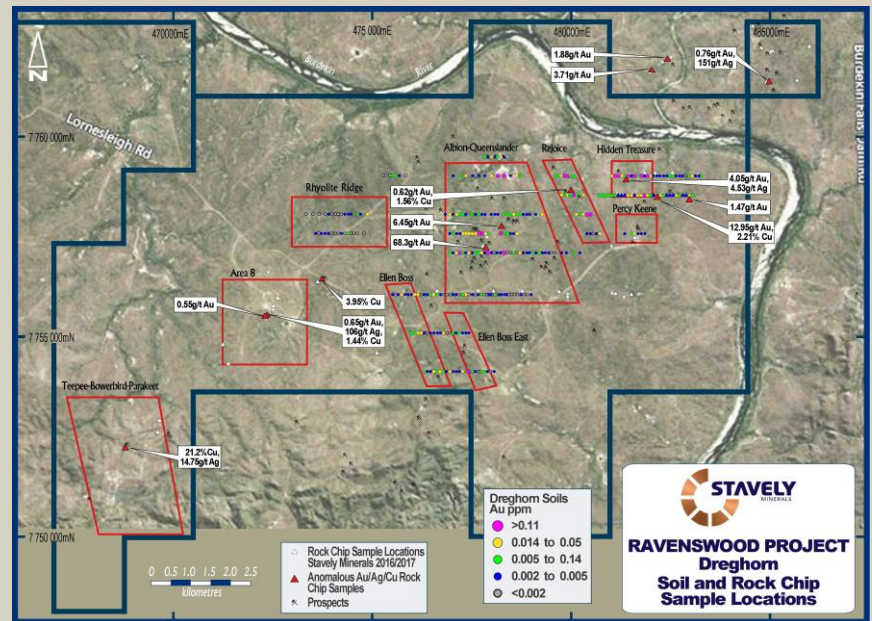 470000mE
475 000mE
480000mE
485000mE
N
Burdekin
River
Lornesleigh Rd
7 760 000mN
7 755 000mN
7 750 000mN
1.88g/t Au
3.71g/t Au
0.76g/t Au,
151g/t Ag
Albion-Queenslander
Rejoice
Hidden Treasure
Rhyolite Ridge
0.62g/t Au,
1.56% Cu
4.05g/t Au,
4.53g/t Ag
1.47g/t Au
Percy Keene
12.95g/t Au,
2.21% Cu
6.45g/t Au
68.3g/t Au
Area 8
Ellen Boss
3.95% Cu
0.55g/t Au
0.65g/t Au,
106g/t Ag,
1.44% Cu
Ellen Boss East
Teepee-Bowerbird-Parakeet
21.2%Cu,
14.75g/t Ag
0 0.5 1.0 1.5 2.0 2.5
kilometres
Rock Chip Sample Locations
Stavely Minerals 2016/2017
Anomalous Au/Ag/Cu Rock
Chip Samples
Prospects
Dreghorn Soils
Au ppm
>0.11
0.014 to 0.05
0.005 to 0.14
0.002 to 0.005
<0.002
STAVELY
MINERALS
RAVENSWOOD PROJECT
Dreghorn
Soil and Rock Chip
Sample Locations